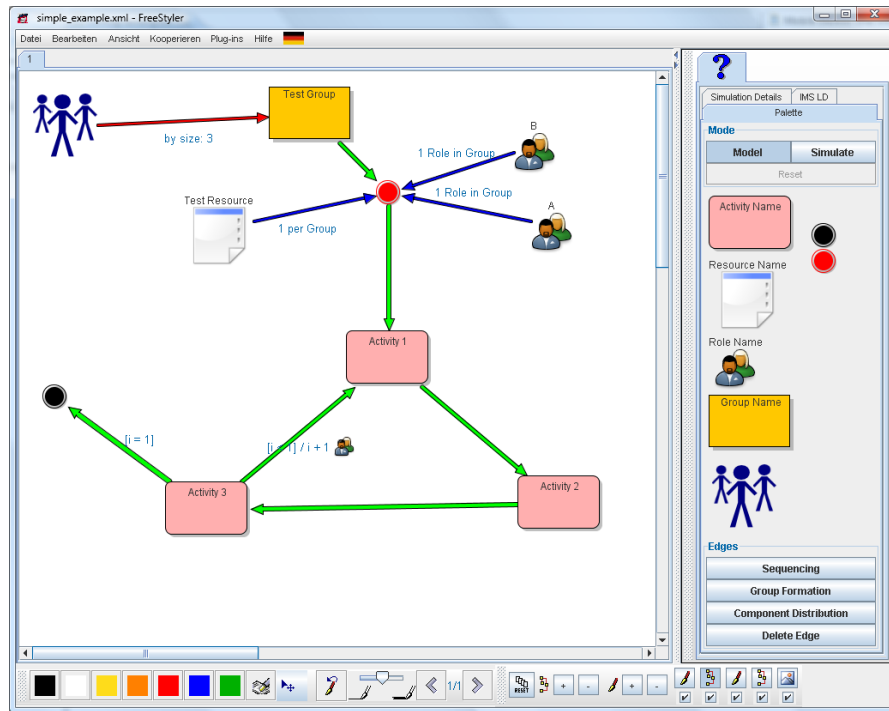 simple_example.xml - FreeStyler
Datei Bearbeiten Ansicht Kooperieren Plug-ins Hilfe
1
Test Group
by size: 3
B
1 Role in Group
1 Role in Group
Test Resource
A
1 per Group
Activity 1
[i = 1]
/ i + 1
Activity 3
Activity 2
?
Simulation Details
IMS LD
Palette
Mode
Model
Simulate
Reset
Activity Name
Resource Name
Role Name
Group Name
Edges
Sequencing
Group Formation
Component Distribution
Delete Edge
1/1
RESET
+ -
+ -